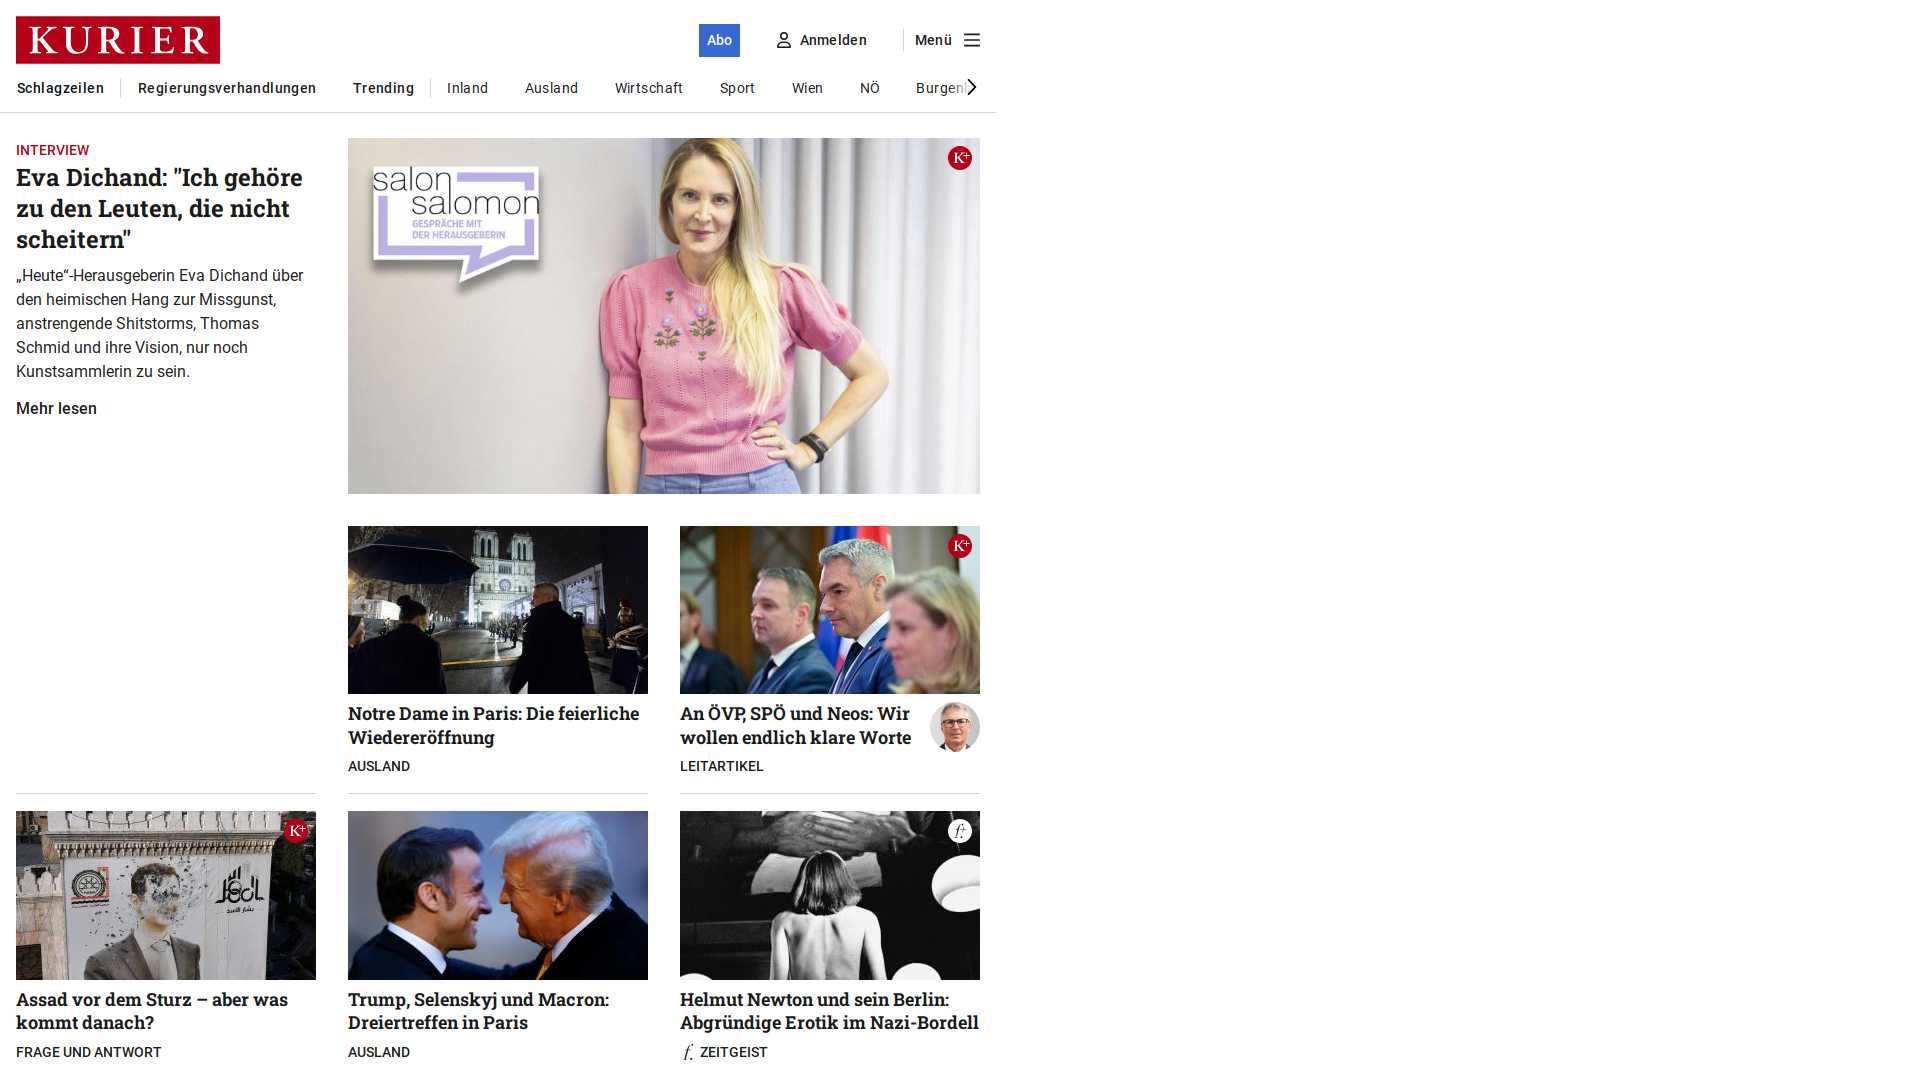 KURIER
Abo
Anmelden
Menü
Schlagzeilen
Regierungsverhandlungen
Trending
Inland
Ausland
Wirtschaft
Sport
Wien
NÖ
INTERVIEW
Eva Dichand: "Ich gehöre
zu den Leuten, die nicht
scheitern"
„Heute“-Herausgeberin Eva Dichand über
den heimischen Hang zur Missgunst,
anstrengende Shitstorms, Thomas
Schmid und ihre Vision, nur noch
Kunstsammlerin zu sein.
Mehr lesen
salon
salomon
GESPRÄCHE MIT
DER HERAUSGEBERIN
K+
K+
Notre Dame in Paris: Die feierliche
Wiedereröffnung
AUSLAND
An ÖVP, SPÖ und Neos: Wir
wollen endlich klare Worte
LEITARTIKEL
K+
f+
Assad vor dem Sturz – aber was
kommt danach?
FRAGE UND ANTWORT
Trump, Selenskyj und Macron:
Dreiertreffen in Paris
AUSLAND
Helmut Newton und sein Berlin:
Abgründige Erotik im Nazi-Bordell
f. ZEITGEIST